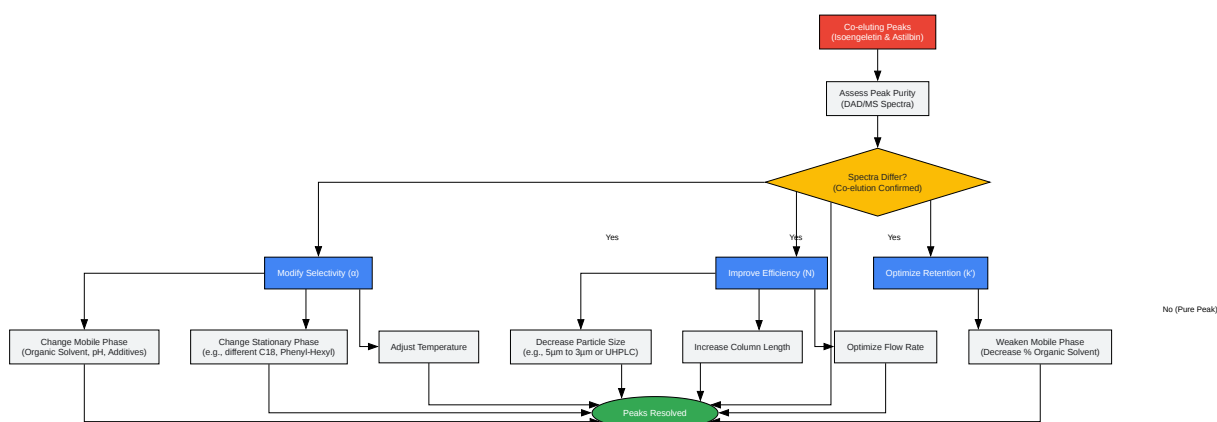 Co-eluting Peaks
(Isoengeletin & Astilbin)
Assess Peak Purity
(DAD/MS Spectra)
Spectra Differ?
(Co-elution Confirmed)
Yes
Yes
Yes
Modify Selectivity (α)
Improve Efficiency (N)
Optimize Retention (k')
No (Pure Peak)
Change Mobile Phase
(Organic Solvent, pH, Additives)
Change Stationary Phase
(e.g., different C18, Phenyl-Hexyl)
Adjust Temperature
Decrease Particle Size
(e.g., 5µm to 3µm or UHPLC)
Increase Column Length
Optimize Flow Rate
Weaken Mobile Phase
(Decrease % Organic Solvent)
Peaks Resolved